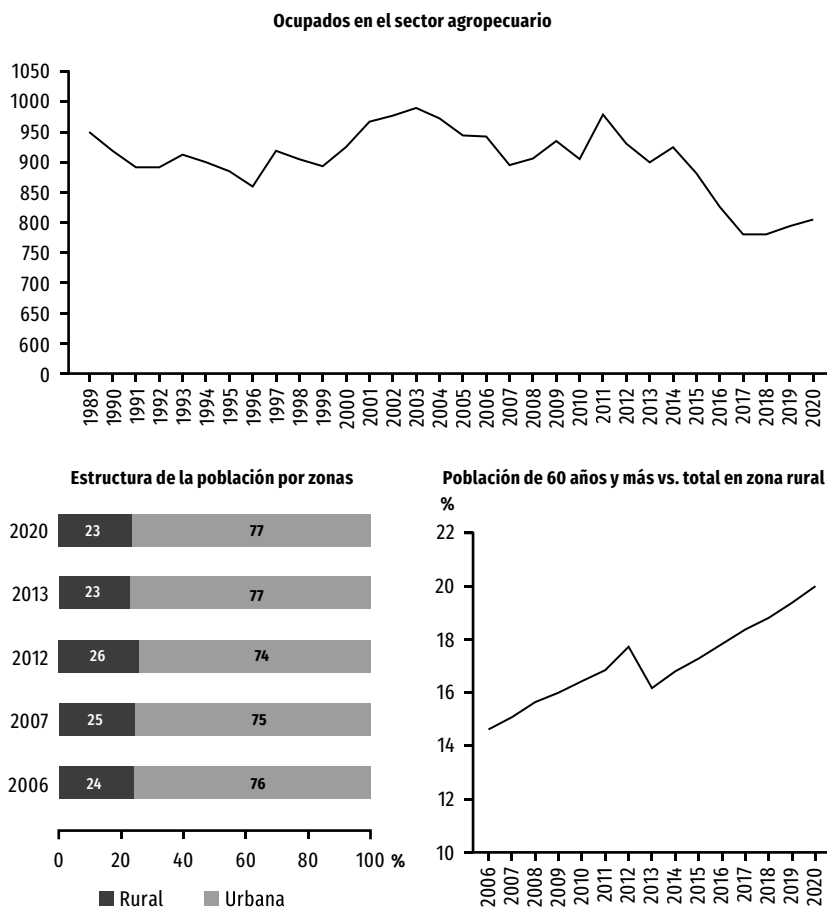 Ocupados en el sector agropecuario
1050
1000
950
900
850
800
750
700
650
600
0
1989 1990 1991 1992 1993 1994 1995 1996 1997 1998 1999 2000 2001 2002 2003 2004 2005 2006 2007 2008 2009 2010 2011 2012 2013 2014 2015 2016 2017 2018 2019 2020
Estructura de la población por zonas
2020 23 77
2013 23 77
2012 26 74
2007 25 75
2006 24 76
0 20 40 60 80 100 %
Rural Urbana
Población de 60 años y más vs. total en zona rural
%
22
20
18
16
14
12
10
2006 2007 2008 2009 2010 2011 2012 2013 2014 2015 2016 2017 2018 2019 2020